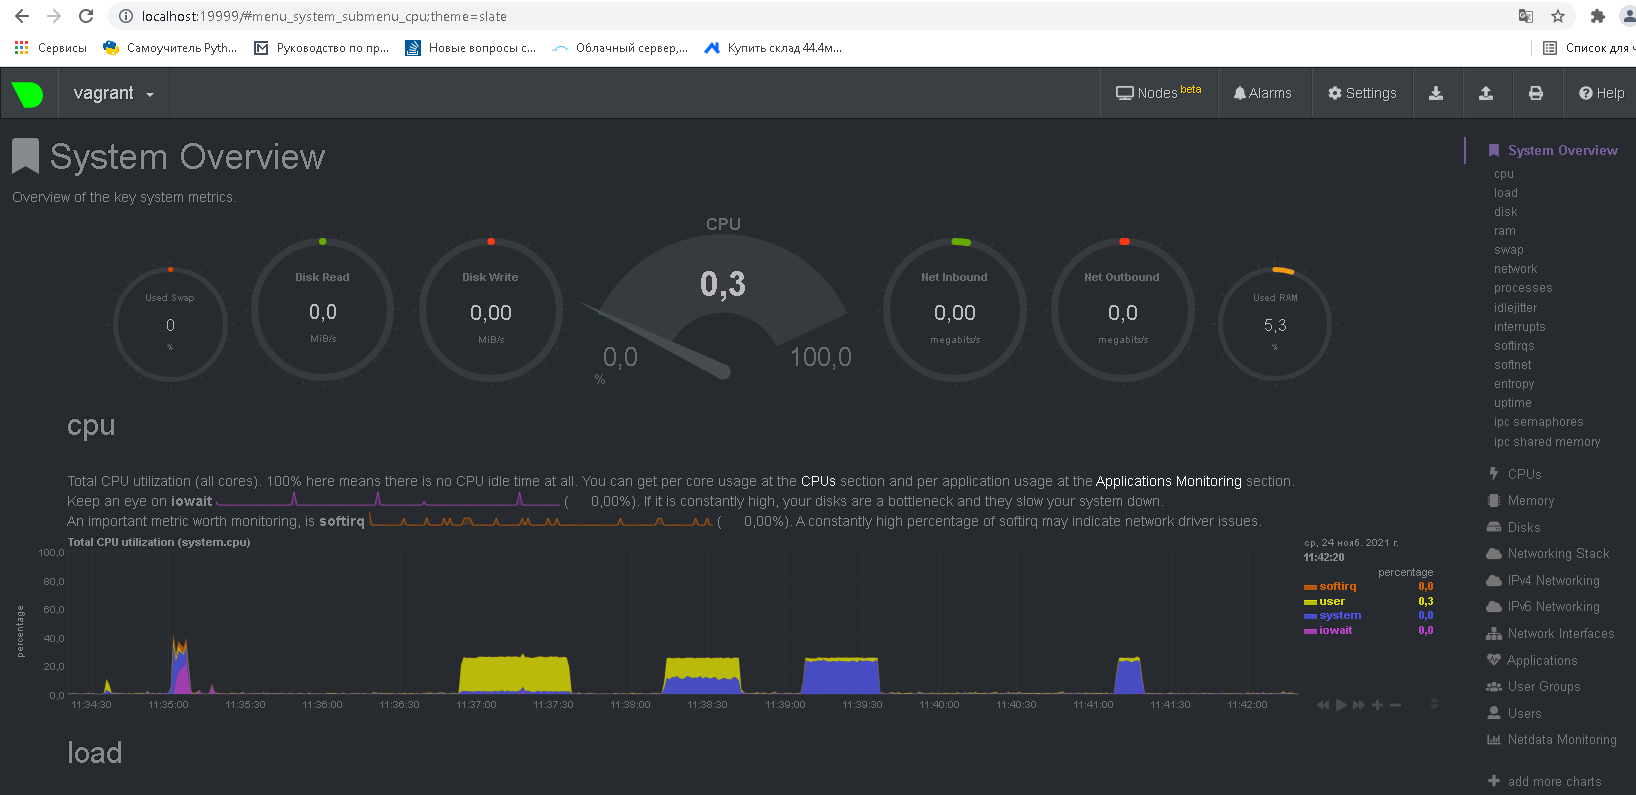 localhost:19999/#menu_system_submenu_cpu;theme=slate
Сервисы Самоучитель Pyth... Руководство по пр... Новые вопросы с... Облачный сервер,... Купить склад 44.4м... Список для ч
vagrant Nodes beta Alarms Settings Help
System Overview
Overview of the key system metrics.
CPU
Used Swap
0
%
Disk Read
0,0
MiB/s
Disk Write
0,00
MiB/s
0,3
0,0 100,0
%
Net Inbound
0,00
megabits/s
Net Outbound
0,0
megabits/s
Used RAM
5,3
%
cpu
Total CPU utilization (all cores). 100% here means there is no CPU idle time at all. You can get per core usage at the CPUs section and per application usage at the Applications Monitoring section.
Keep an eye on iowait ( 0,00%). If it is constantly high, your disks are a bottleneck and they slow your system down.
An important metric worth monitoring, is softirq ( 0,00%). A constantly high percentage of softirq may indicate network driver issues.
Total CPU utilization (system.cpu)
percentage
100,0
80,0
60,0
40,0
20,0
0,0
11:34:30 11:35:00 11:35:30 11:36:00 11:36:30 11:37:00 11:37:30 11:38:00 11:38:30 11:39:00 11:39:30 11:40:00 11:40:30 11:41:00 11:41:30 11:42:00
ср, 24 нояб. 2021 г.
11:42:20
percentage
softirq 0,0
user 0,3
system 0,0
iowait 0,0
load
System Overview
cpu
load
disk
ram
swap
network
processes
idlejitter
interrupts
softirqs
softnet
entropy
uptime
ipc semaphores
ipc shared memory
CPUs
Memory
Disks
Networking Stack
IPv4 Networking
IPv6 Networking
Network Interfaces
Applications
User Groups
Users
Netdata Monitoring
add more charts